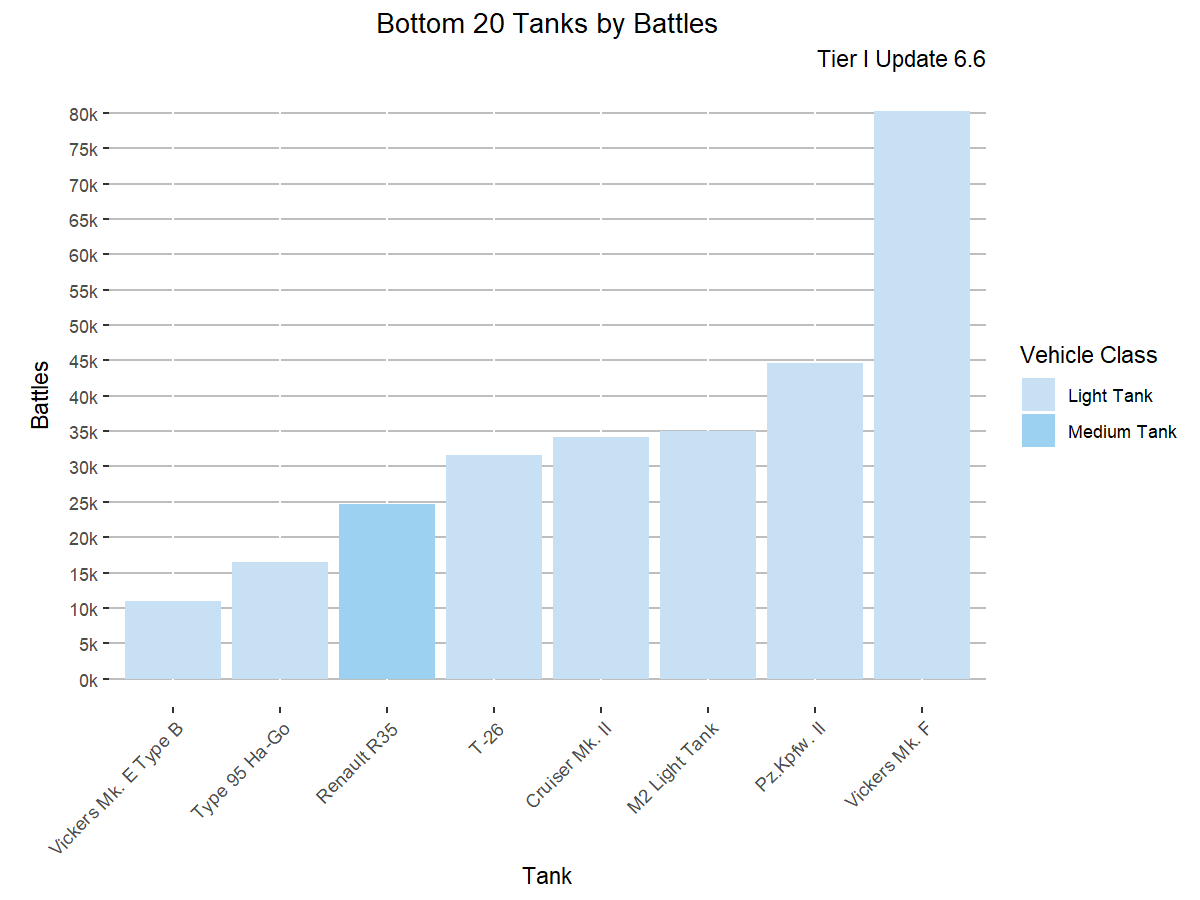 Bottom 20 Tanks by Battles
Tier I Update 6.6
80k
75k
70k
65k
60k
55k
50k
45k
40k
35k
30k
25k
20k
15k
10k
5k
0k
Battles
Vickers Mk. E Type B
Type 95 Ha-Go
Renault R35
T-26
Cruiser Mk. II
M2 Light Tank
Pz.Kpfw. II
Vickers Mk. F
Tank
Vehicle Class
Light Tank
Medium Tank